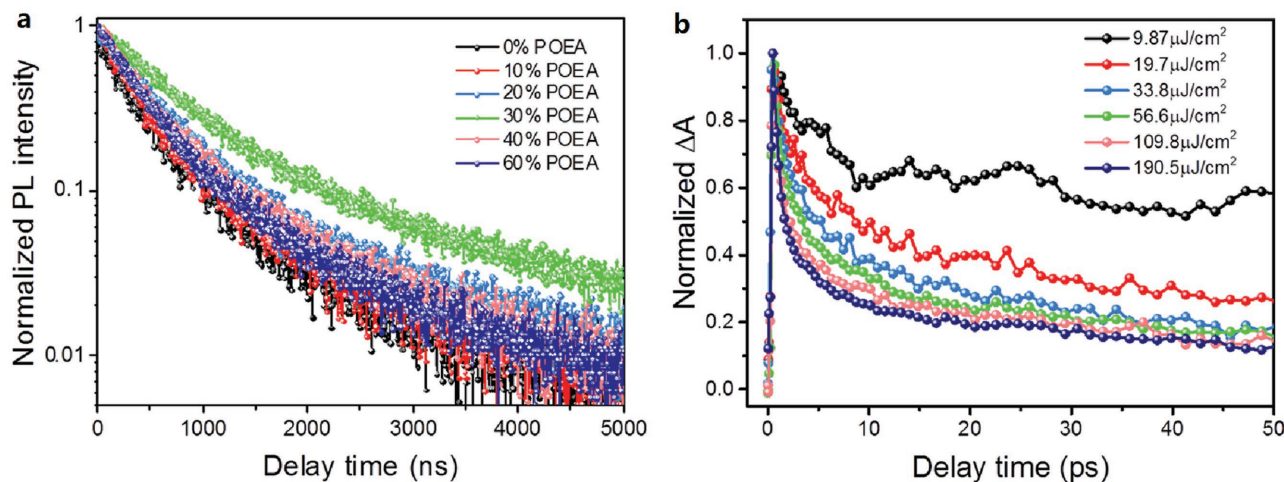 a
1
0.1
0.01
Normalized PL intensity
0% POEA
10% POEA
20% POEA
30% POEA
40% POEA
60% POEA
0 1000 2000 3000 4000 5000
Delay time (ns)
b
1.0
0.8
0.6
0.4
0.2
0.0
Normalized ΔA
9.87μJ/cm²
19.7μJ/cm²
33.8μJ/cm²
56.6μJ/cm²
109.8μJ/cm²
190.5μJ/cm²
0 10 20 30 40 50
Delay time (ps)